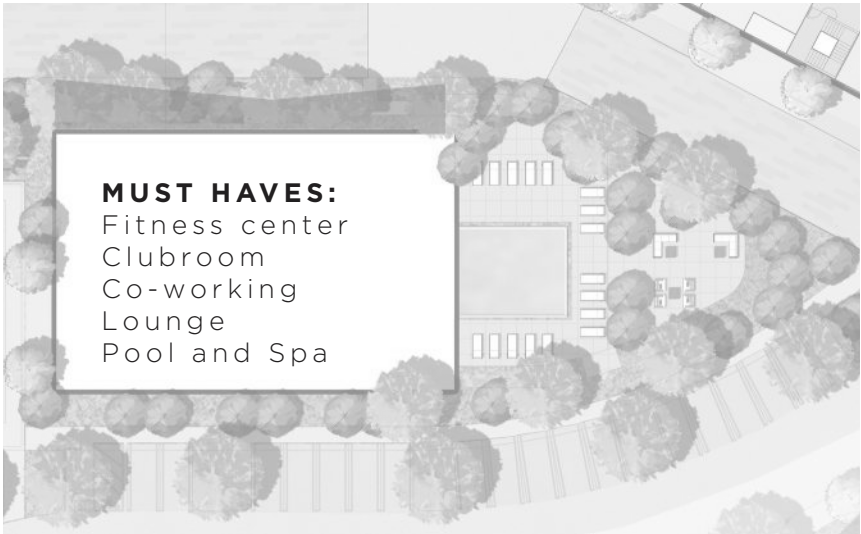 MUST HAVES:
Fitness center
Clubroom
Co-working
Lounge
Pool and Spa